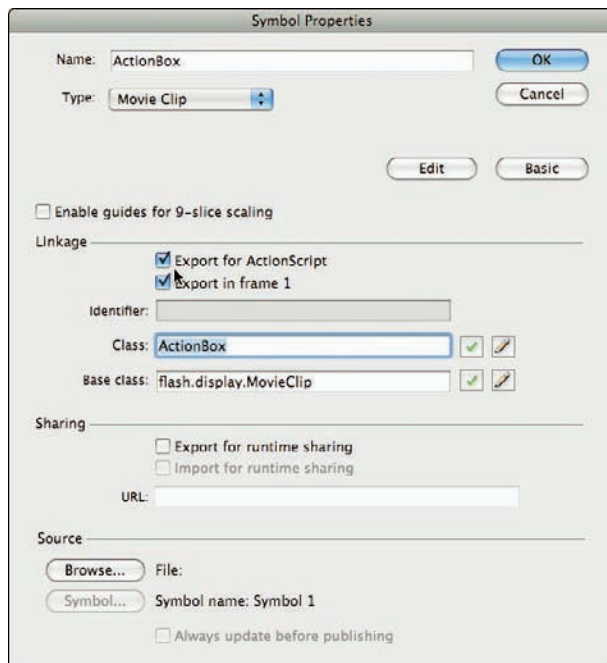 Symbol Properties
Name: ActionBox
OK
Type: Movie Clip
Cancel
Edit
Basic
Enable guides for 9-slice scaling
Linkage
Export for ActionScript
Export in frame 1
Identifier:
Class: ActionBox
Base class: flash.display.MovieClip
Sharing
Export for runtime sharing
Import for runtime sharing
URL:
Source
Browse... File:
Symbol... Symbol name: Symbol 1
Always update before publishing